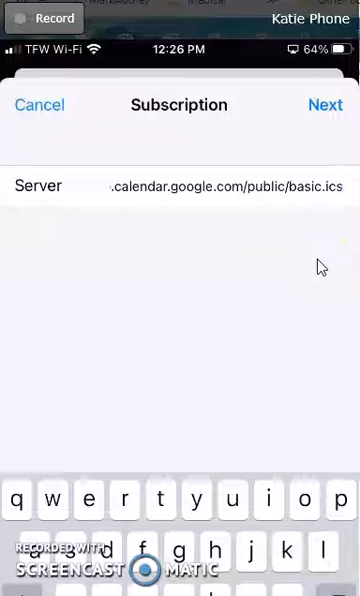 Record
Katie Phone
TFW Wi-Fi 12:26 PM 64%
Cancel Subscription Next
Server .calendar.google.com/public/basic.ics
q w e r t y u i o p
a s d f g h j k l
RECORDED WITH
SCREENCAST MATIC